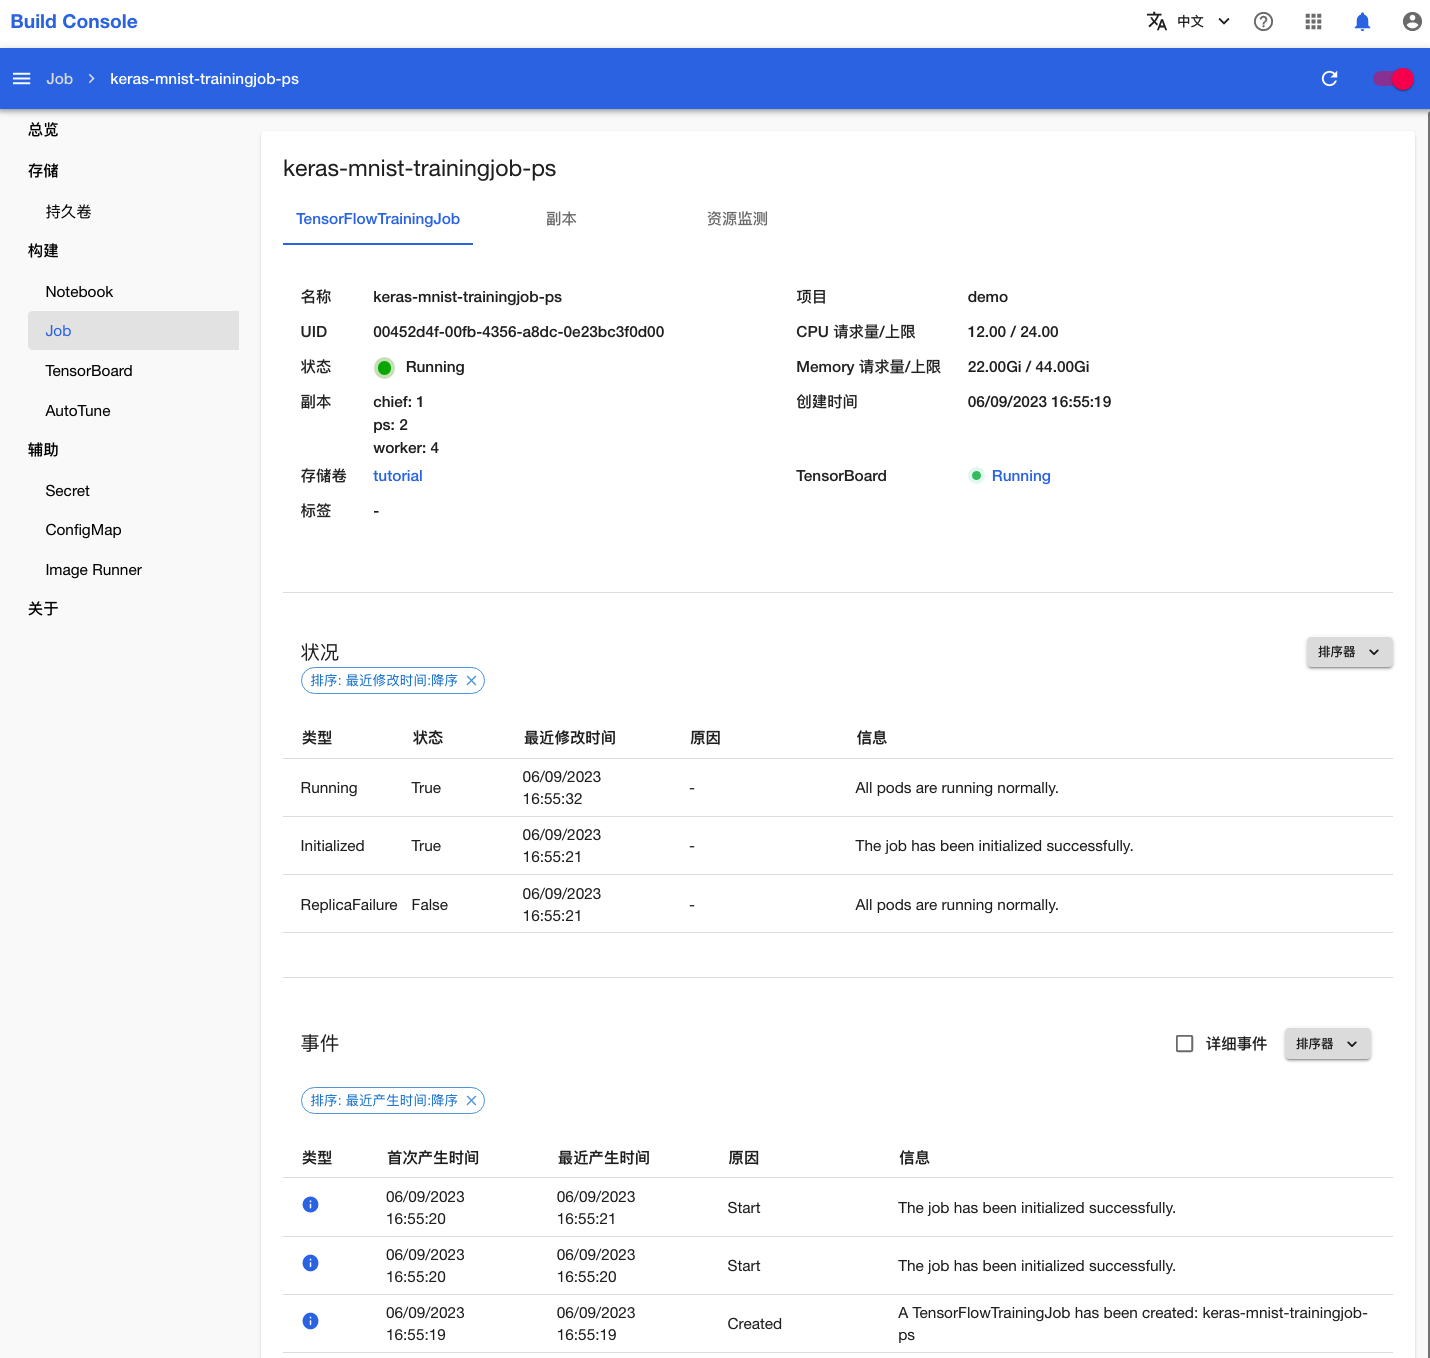 Build Console
中文
Job
keras-mnist-trainingjob-ps
总览
存储
持久卷
构建
Notebook
Job
TensorBoard
AutoTune
辅助
Secret
ConfigMap
Image Runner
关于
keras-mnist-trainingjob-ps
TensorFlowTrainingJob 副本 资源监测
名称 keras-mnist-trainingjob-ps 项目 demo
UID 00452d4f-00fb-4356-a8dc-0e23bc3f0d00 CPU 请求量/上限 12.00 / 24.00
状态 Running Memory 请求量/上限 22.00Gi / 44.00Gi
副本 chief: 1 创建时间 06/09/2023 16:55:19
ps: 2
worker: 4
存储卷 tutorial TensorBoard Running
标签 -
状况 排序器
排序: 最近修改时间:降序
类型 状态 最近修改时间 原因 信息
Running True 06/09/2023 16:55:32 - All pods are running normally.
Initialized True 06/09/2023 16:55:21 - The job has been initialized successfully.
ReplicaFailure False 06/09/2023 16:55:21 - All pods are running normally.
事件 详细事件 排序器
排序: 最近产生时间:降序
类型 首次产生时间 最近产生时间 原因 信息
06/09/2023 16:55:20 06/09/2023 16:55:21 Start The job has been initialized successfully.
06/09/2023 16:55:20 06/09/2023 16:55:20 Start The job has been initialized successfully.
06/09/2023 16:55:19 06/09/2023 16:55:19 Created A TensorFlowTrainingJob has been created: keras-mnist-trainingjob-ps